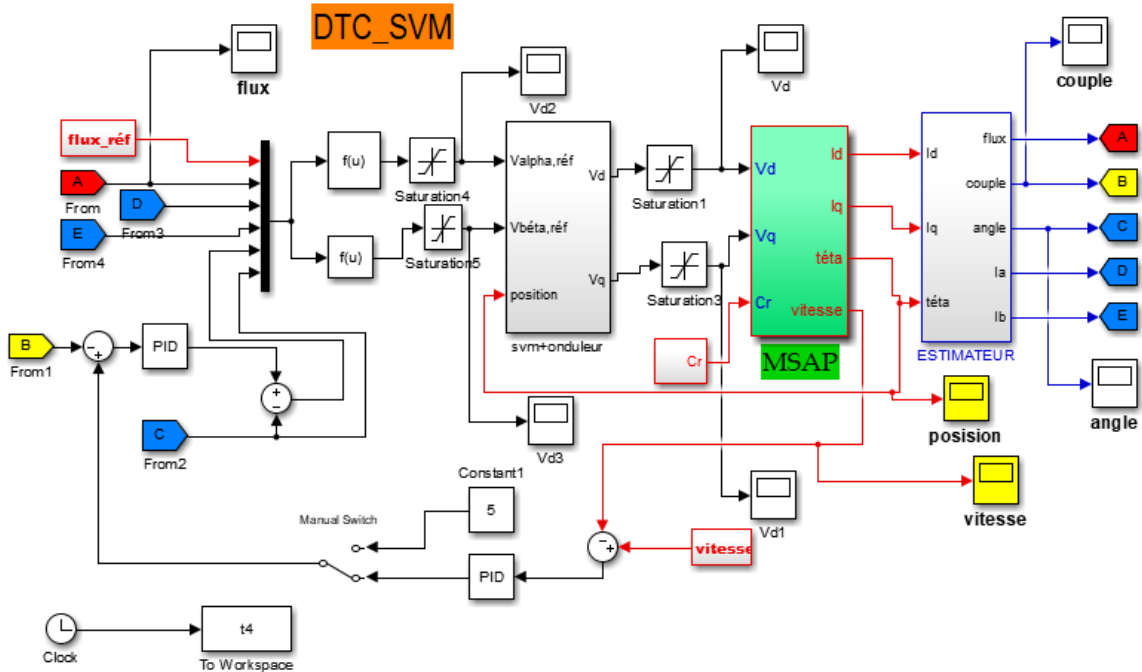 DTC_SVM
flux
Vd2
Vd
couple
flux_réf
A
From
D
From3
E
From4
f(u)
Saturation4
f(u)
Saturation5
Valpha,réf
Vbéta,réf
position
Vd
Vq
svm+onduleur
Saturation1
Saturation3
Vd
Vq
Cr
Id
Iq
téta
vitesse
MSAP
Cr
Id
Iq
téta
flux
couple
angle
Ia
Ib
ESTIMATEUR
A
B
C
D
E
angle
posision
vitesse
B
From1
PID
C
From2
Vd3
Vd1
Constant1
5
Manual Switch
PID
vitesse
Clock
t4
To Workspace